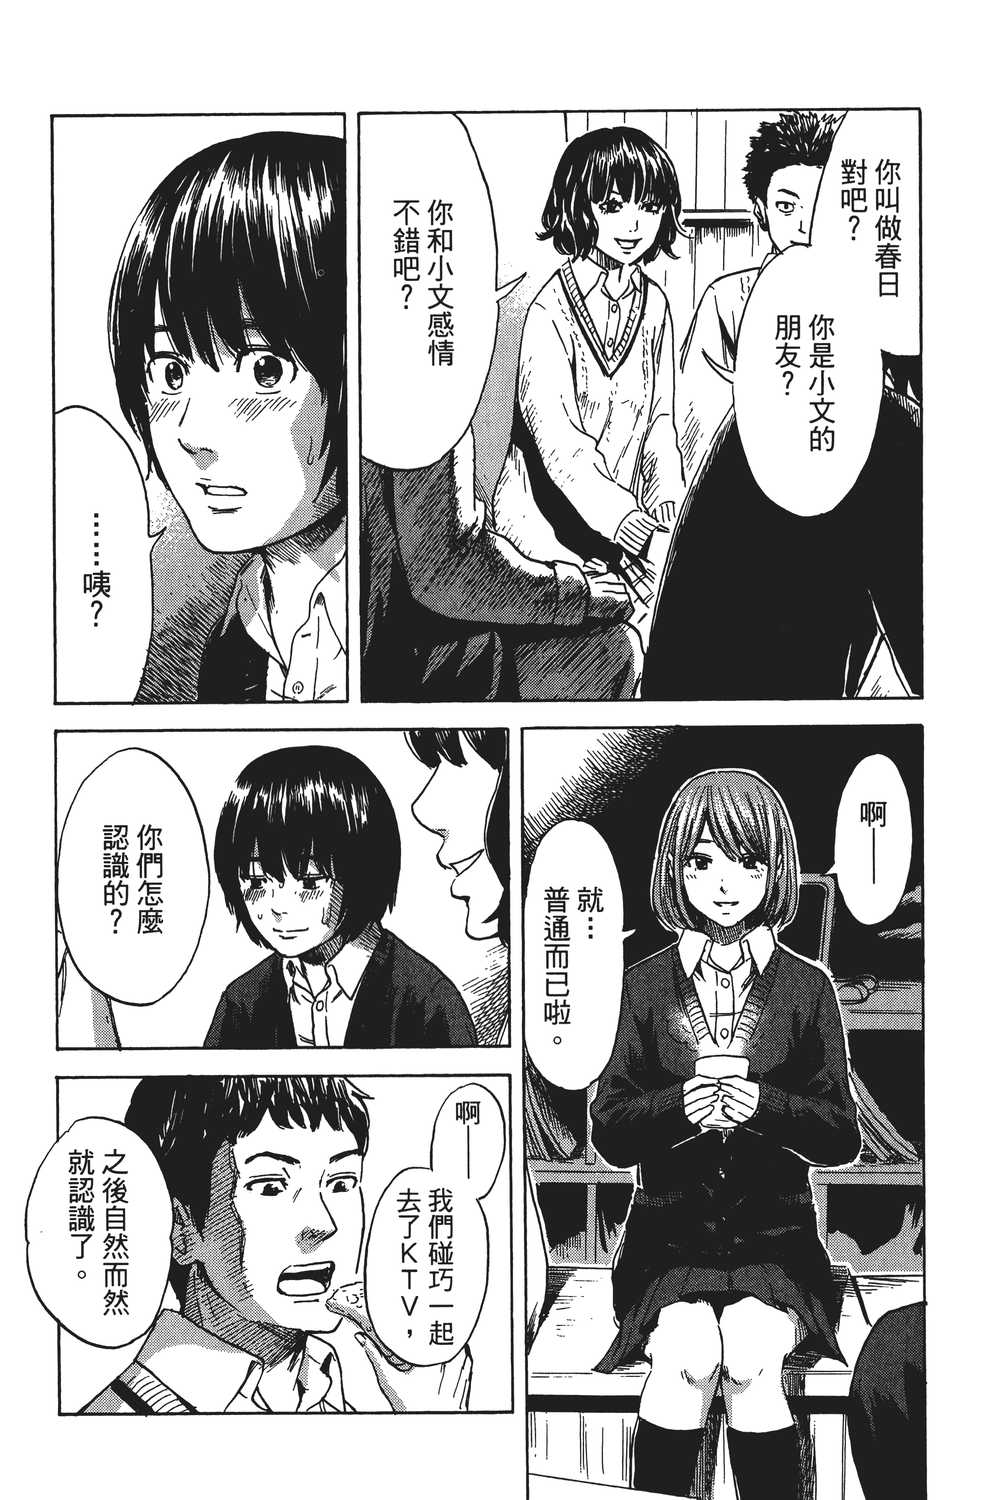 你叫做春日
對吧？
你是小文的
朋友？
你和小文感情
不錯吧？
……咦？
啊—
就…
普通而已啦。
你們怎麼
認識的？
啊—
我們碰巧一起
去了KTV，
之後自然而然
就認識了。